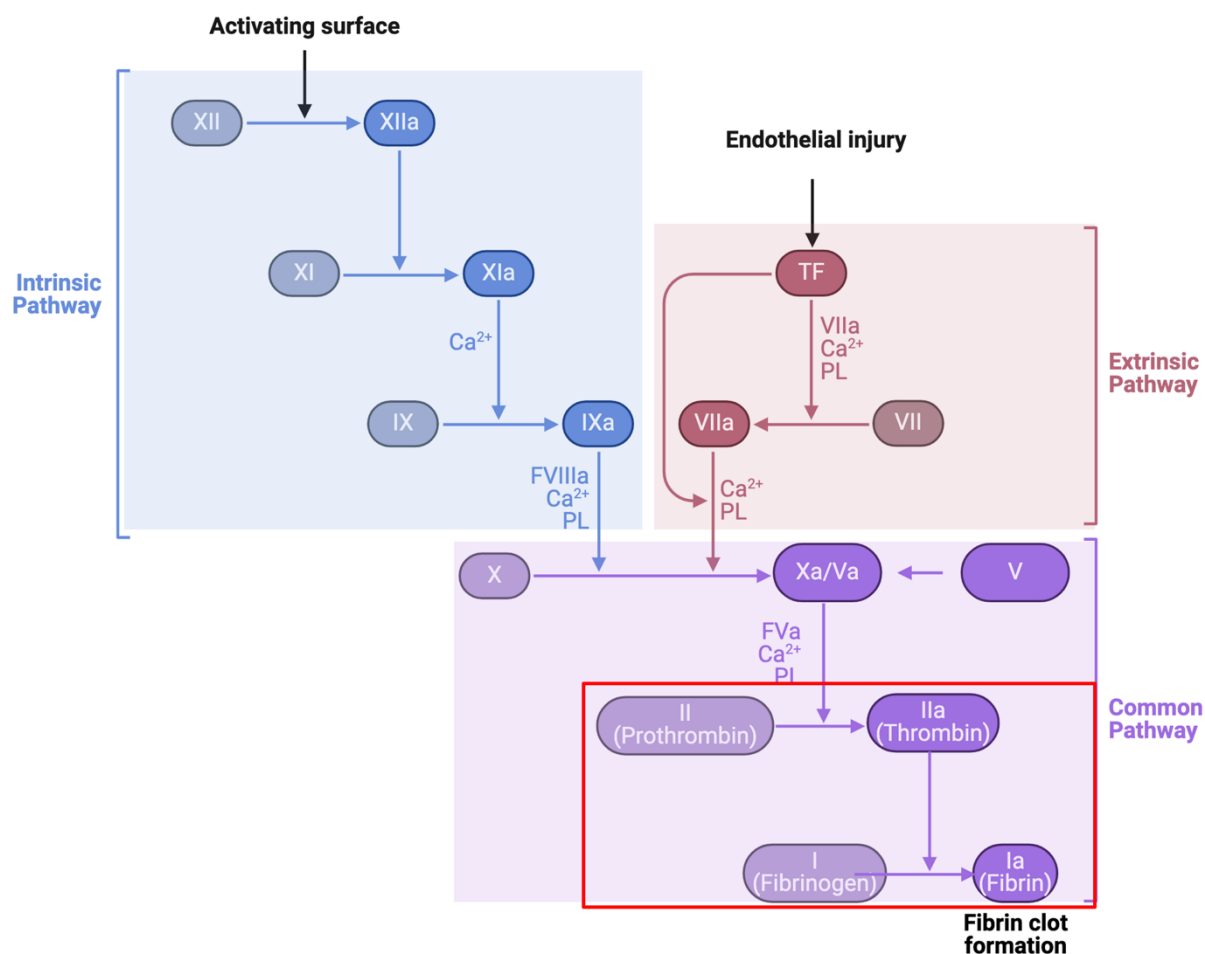 Activating surface
XII
XIIa
Endothelial injury
Intrinsic
Pathway
XI
XIa
TF
Ca²⁺
VIIa
Ca²⁺
PL
Extrinsic
Pathway
IX
IXa
VIIa
VII
FVIIIa
Ca²⁺
PL
Ca²⁺
PL
X
Xa/Va
V
FVa
Ca²⁺
PL
Common
Pathway
II
(Prothrombin)
IIa
(Thrombin)
I
(Fibrinogen)
Ia
(Fibrin)
Fibrin clot
formation